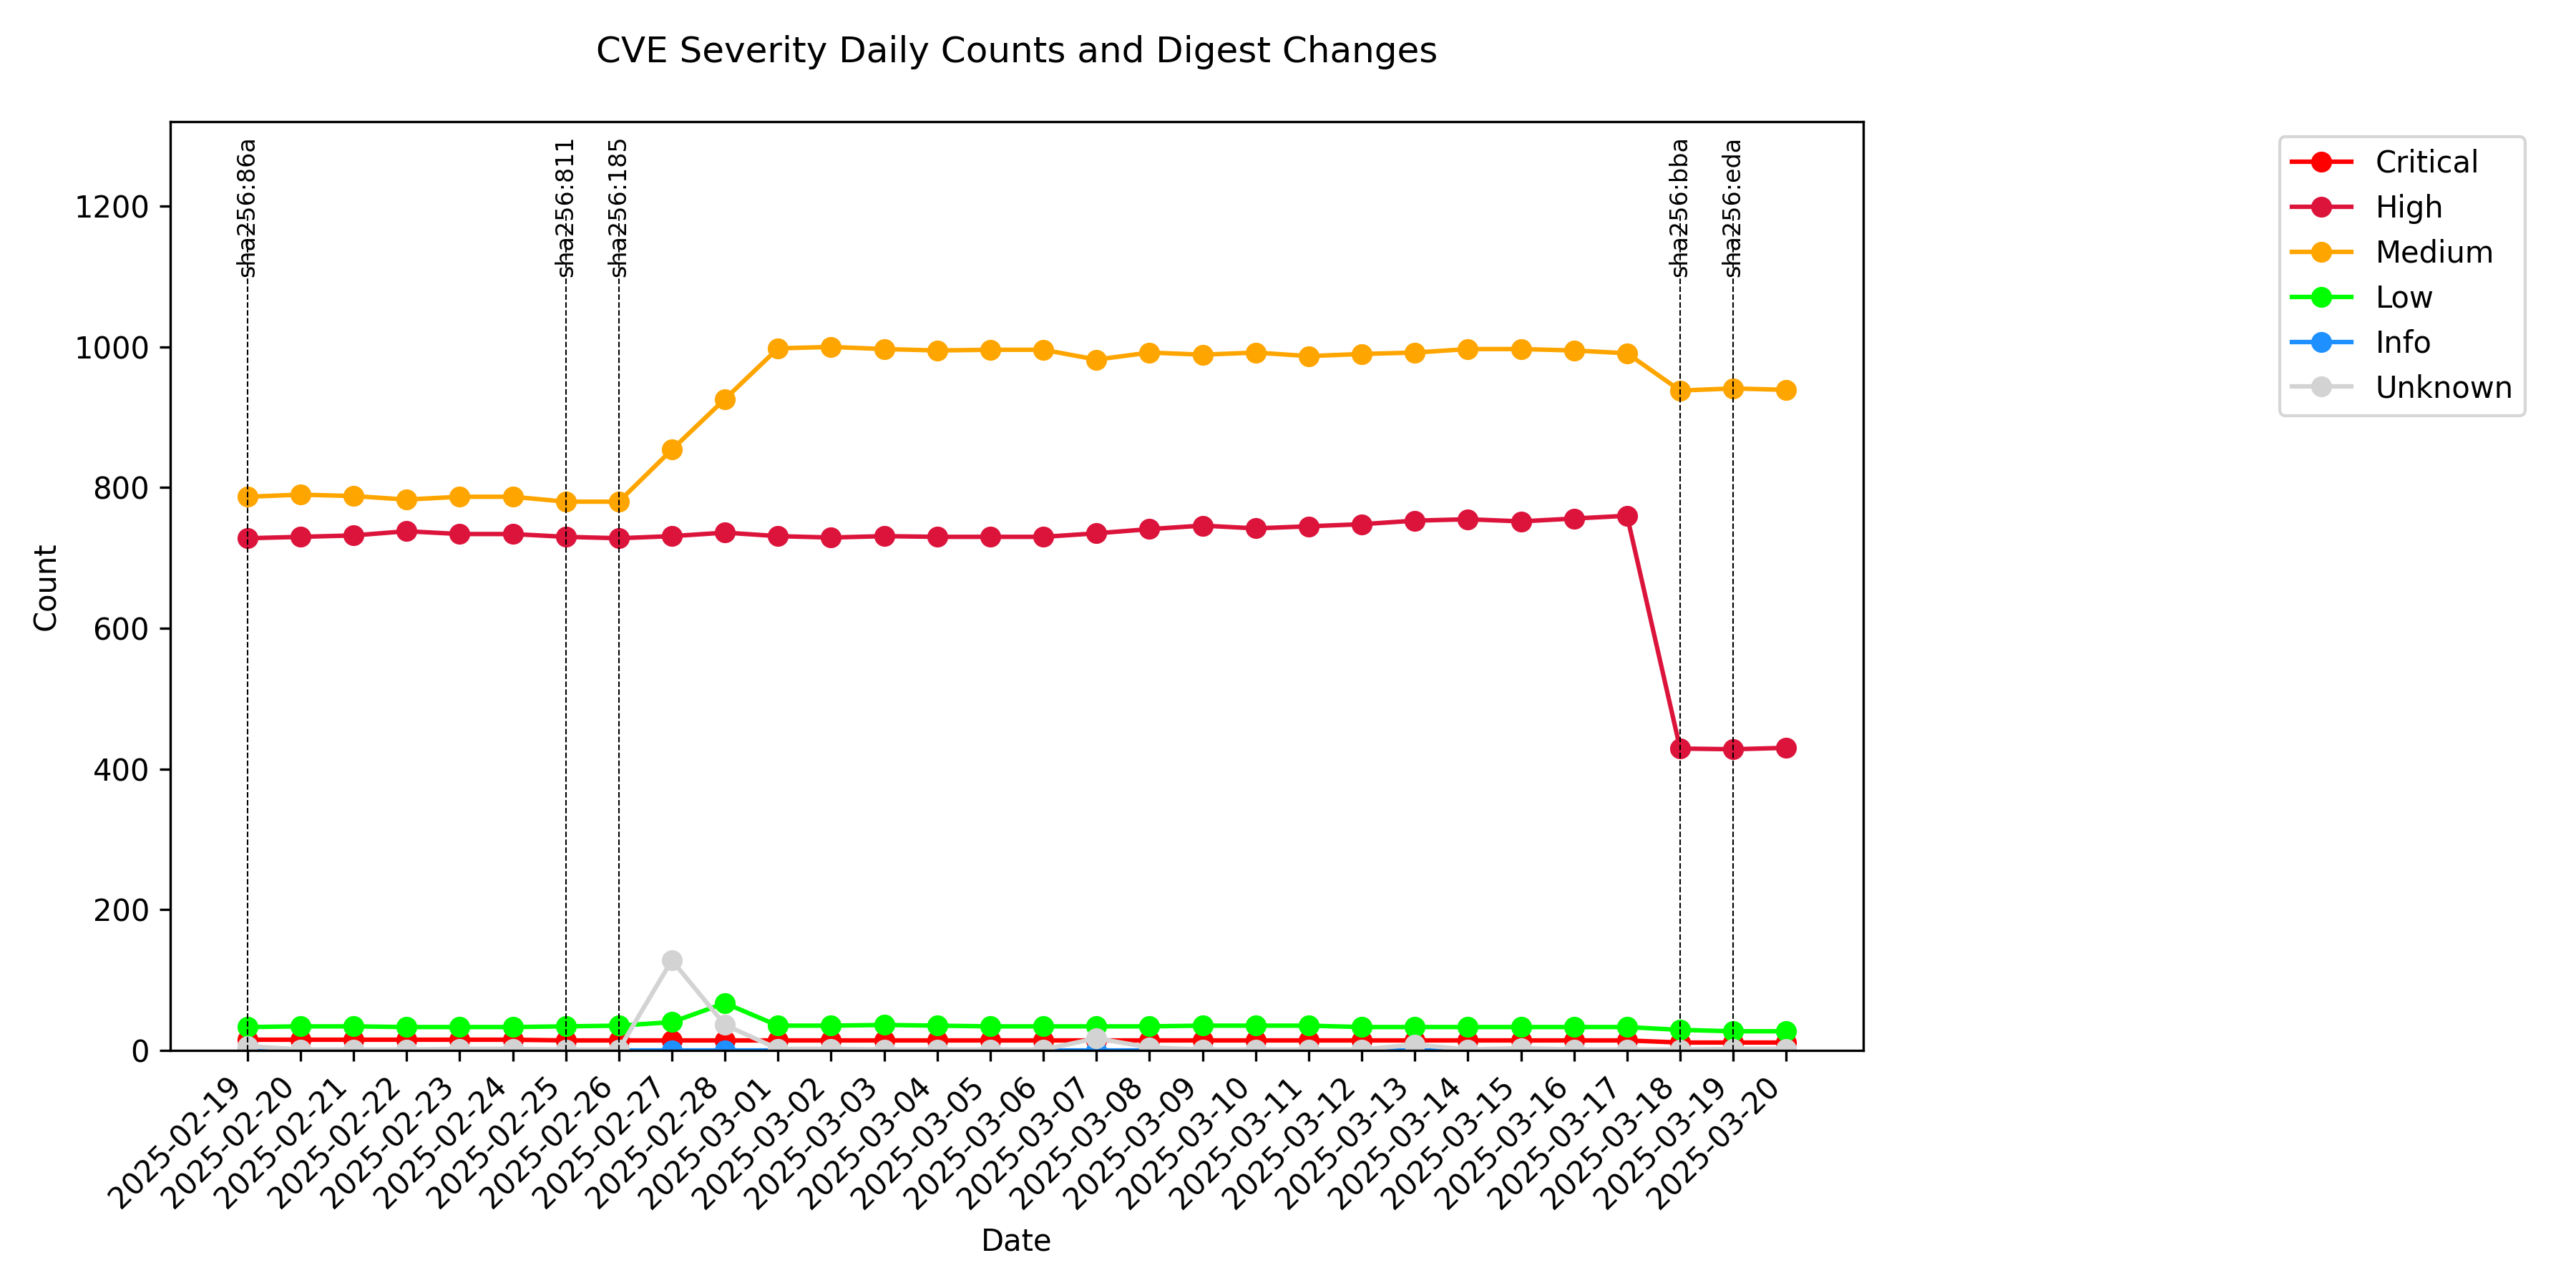 CVE Severity Daily Counts and Digest Changes
sha256:86a
sha256:811
sha256:185
sha256:bba
sha256:eda
Critical
High
Medium
Low
Info
Unknown
Count
1200
1000
800
600
400
200
0
2025-02-19
2025-02-20
2025-02-21
2025-02-22
2025-02-23
2025-02-24
2025-02-25
2025-02-26
2025-02-27
2025-02-28
2025-03-01
2025-03-02
2025-03-03
2025-03-04
2025-03-05
2025-03-06
2025-03-07
2025-03-08
2025-03-09
2025-03-10
2025-03-11
2025-03-12
2025-03-13
2025-03-14
2025-03-15
2025-03-16
2025-03-17
2025-03-18
2025-03-19
2025-03-20
Date